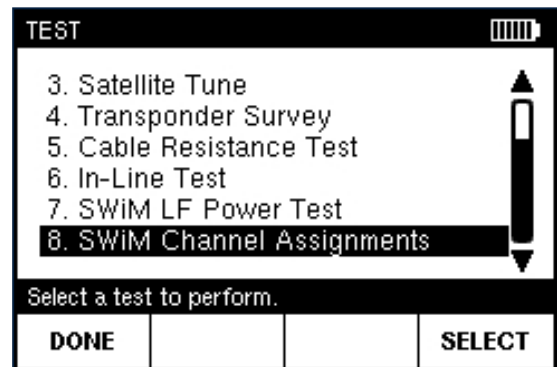 TEST
3. Satellite Tune
4. Transponder Survey
5. Cable Resistance Test
6. In-Line Test
7. SWiM LF Power Test
8. SWiM Channel Assignments
Select a test to perform.
DONE SELECT